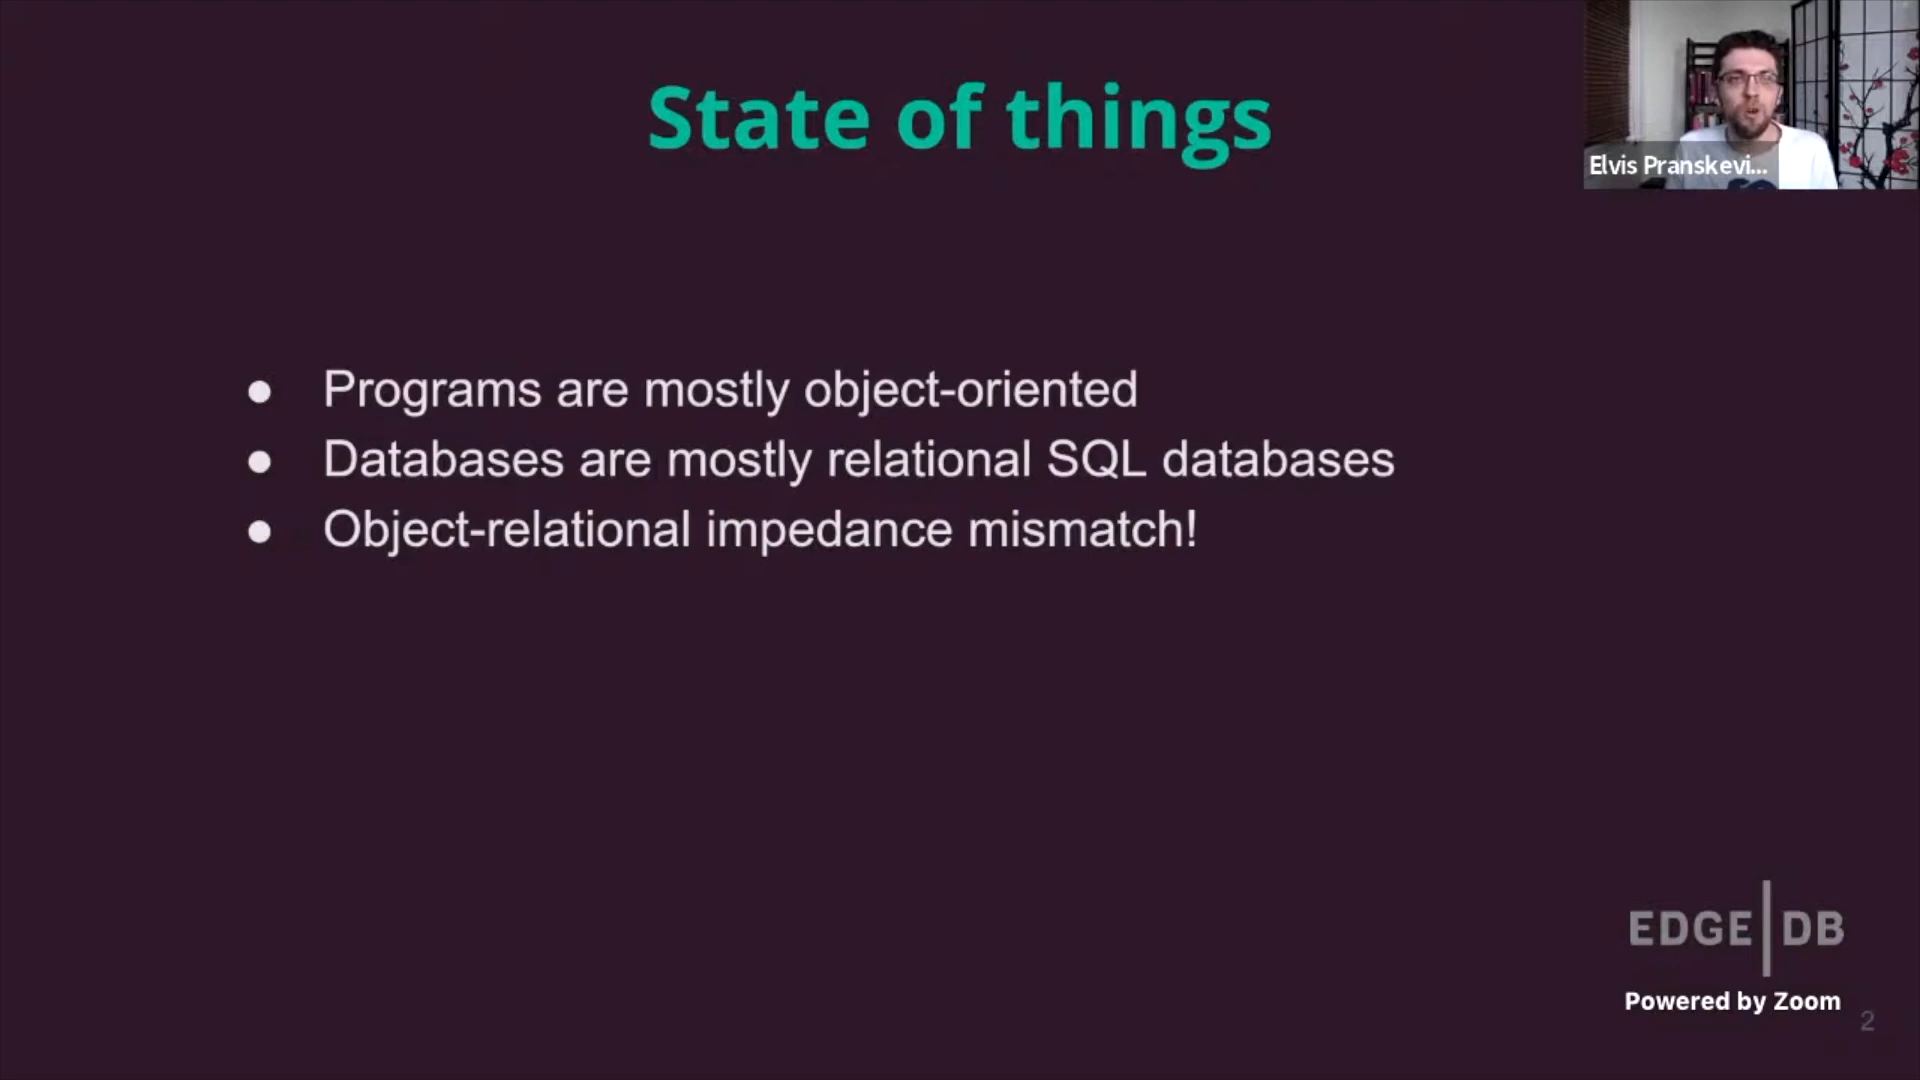 State of things
Elvis Pranskevi...
● Programs are mostly object-oriented
● Databases are mostly relational SQL databases
● Object-relational impedance mismatch!
EDGE|DB
Powered by Zoom
2